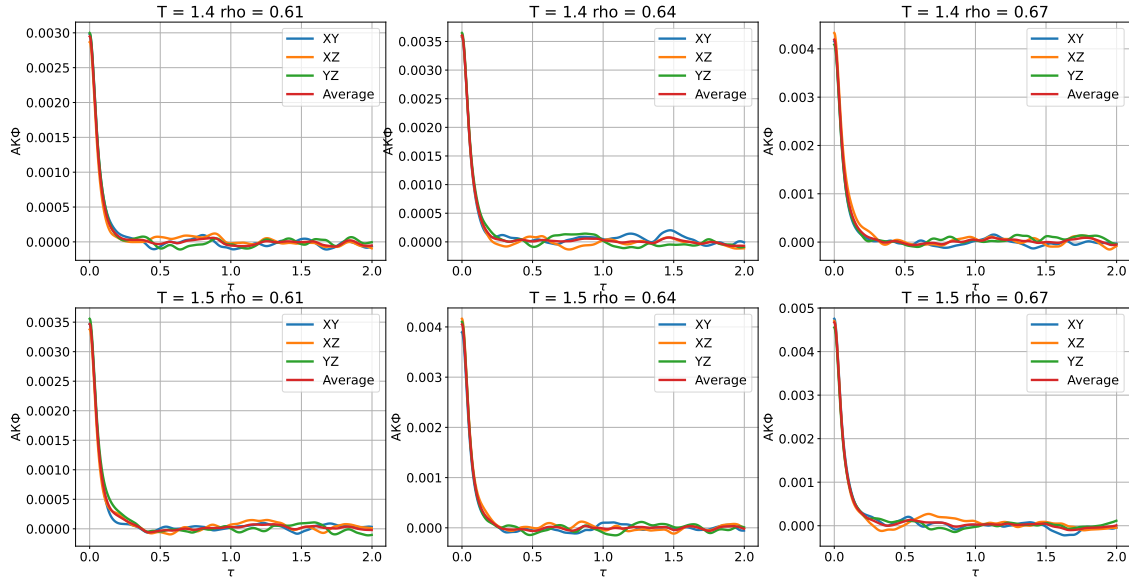 T = 1.4 rho = 0.61
АКФ
0.0030
0.0025
0.0020
0.0015
0.0010
0.0005
0.0000
XY
XZ
YZ
Average
0.0
0.5
1.0
1.5
2.0
τ
T = 1.4 rho = 0.64
АКФ
0.0035
0.0030
0.0025
0.0020
0.0015
0.0010
0.0005
0.0000
XY
XZ
YZ
Average
0.0
0.5
1.0
1.5
2.0
τ
T = 1.4 rho = 0.67
АКФ
0.004
0.003
0.002
0.001
0.000
XY
XZ
YZ
Average
0.0
0.5
1.0
1.5
2.0
τ
T = 1.5 rho = 0.61
АКФ
0.0035
0.0030
0.0025
0.0020
0.0015
0.0010
0.0005
0.0000
XY
XZ
YZ
Average
0.0
0.5
1.0
1.5
2.0
τ
T = 1.5 rho = 0.64
АКФ
0.004
0.003
0.002
0.001
0.000
XY
XZ
YZ
Average
0.0
0.5
1.0
1.5
2.0
τ
T = 1.5 rho = 0.67
АКФ
0.005
0.004
0.003
0.002
0.001
0.000
XY
XZ
YZ
Average
0.0
0.5
1.0
1.5
2.0
τ